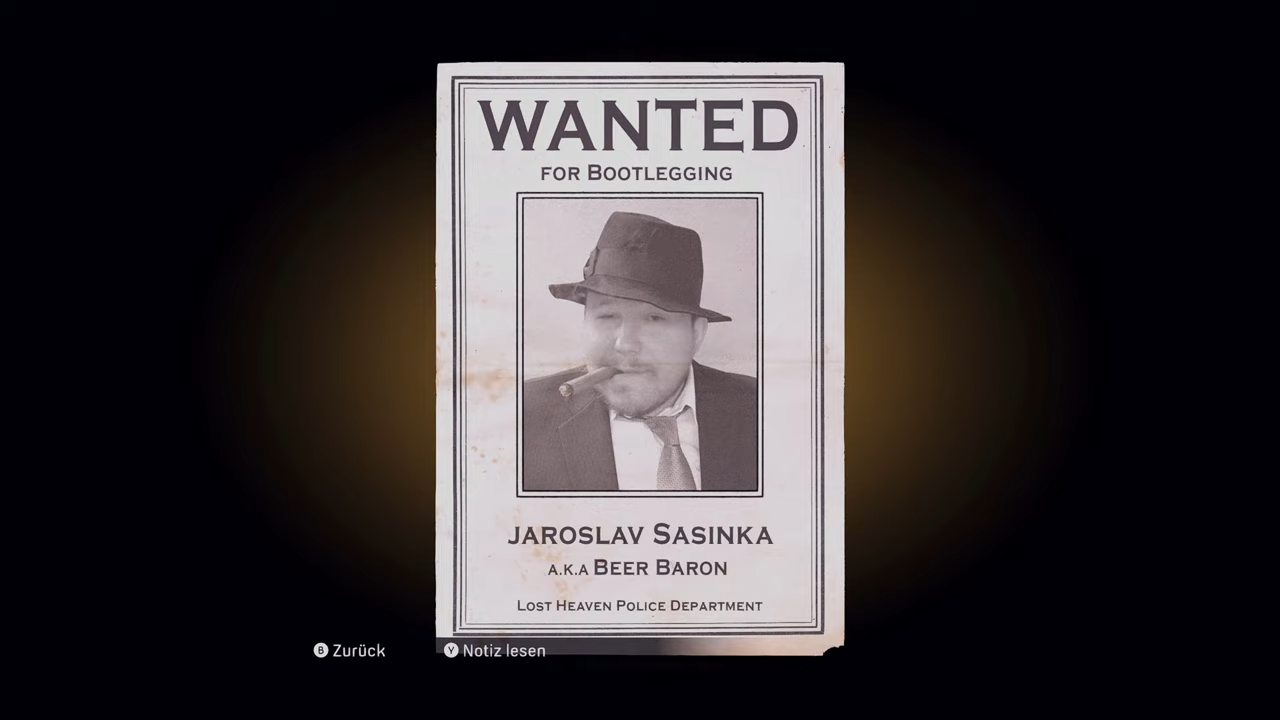 WANTED
FOR BOOTLEGGING
JAROSLAV SASINKA
A.K.A BEER BARON
LOST HEAVEN POLICE DEPARTMENT
B Zurück
Y Notiz lesen